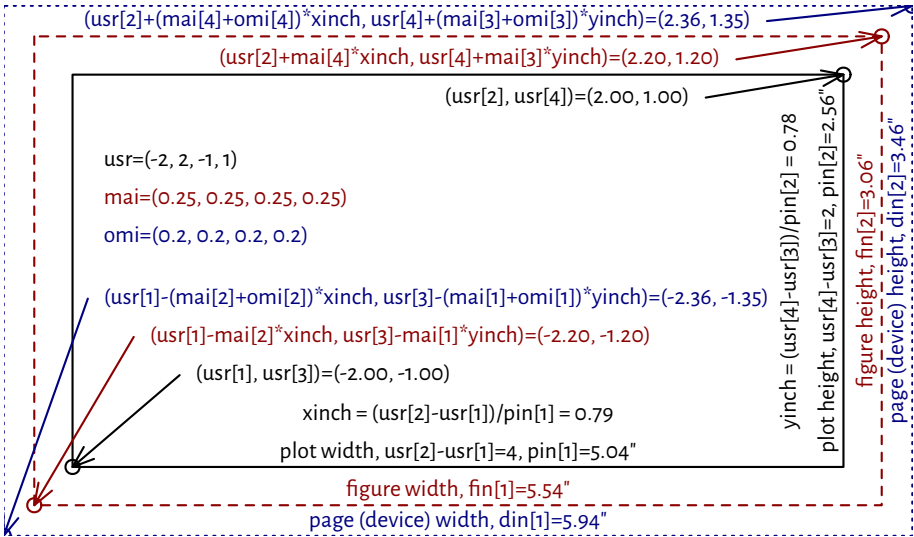 (usr[2]+(mai[4]+omi[4])*xinch, usr[4]+(mai[3]+omi[3])*yinch)=(2.36, 1.35)
(usr[2]+mai[4]*xinch, usr[4]+mai[3]*yinch)=(2.20, 1.20)
(usr[2], usr[4])=(2.00, 1.00)
usr=(-2, 2, -1, 1)
mai=(0.25, 0.25, 0.25, 0.25)
omi=(0.2, 0.2, 0.2, 0.2)
(usr[1]-(mai[2]+omi[2])*xinch, usr[3]-(mai[1]+omi[1])*yinch)=(-2.36, -1.35)
(usr[1]-mai[2]*xinch, usr[3]-mai[1]*yinch)=(-2.20, -1.20)
(usr[1], usr[3])=(-2.00, -1.00)
xinch = (usr[2]-usr[1])/pin[1] = 0.79
plot width, usr[2]-usr[1]=4, pin[1]=5.04"
figure width, fin[1]=5.54"
page (device) width, din[1]=5.94"
yinch = (usr[4]-usr[3])/pin[2] = 0.78
plot height, usr[4]-usr[3]=2, pin[2]=2.56"
figure height, fin[2]=3.06"
page (device) height, din[2]=3.46"